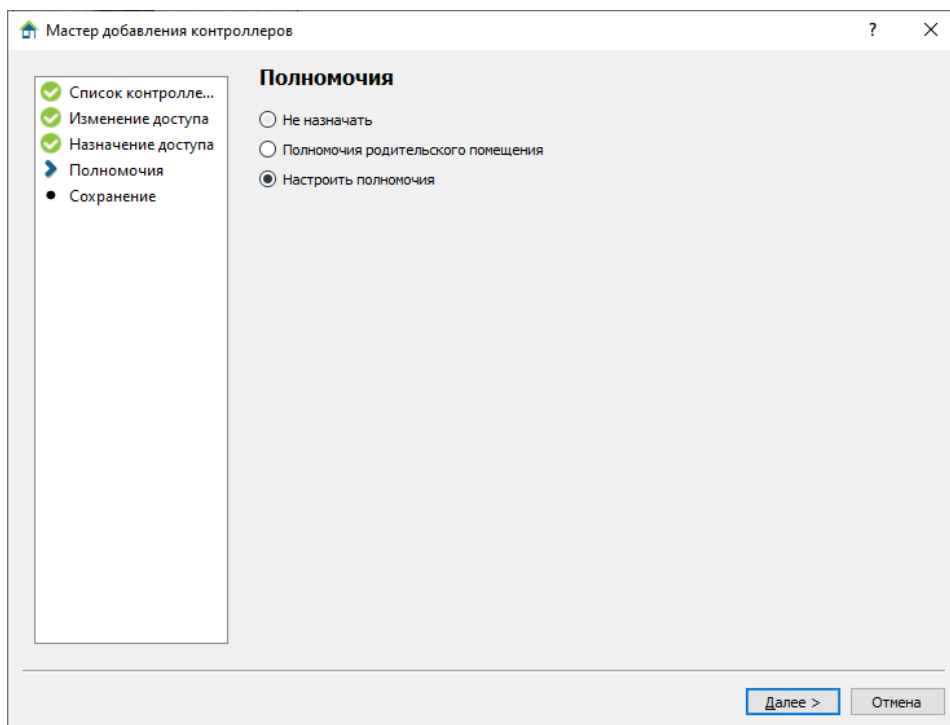 Мастер добавления контроллеров
?
Список контролле...
Изменение доступа
Назначение доступа
Полномочия
Сохранение
Полномочия
Не назначать
Полномочия родительского помещения
Настроить полномочия
Далее >
Отмена